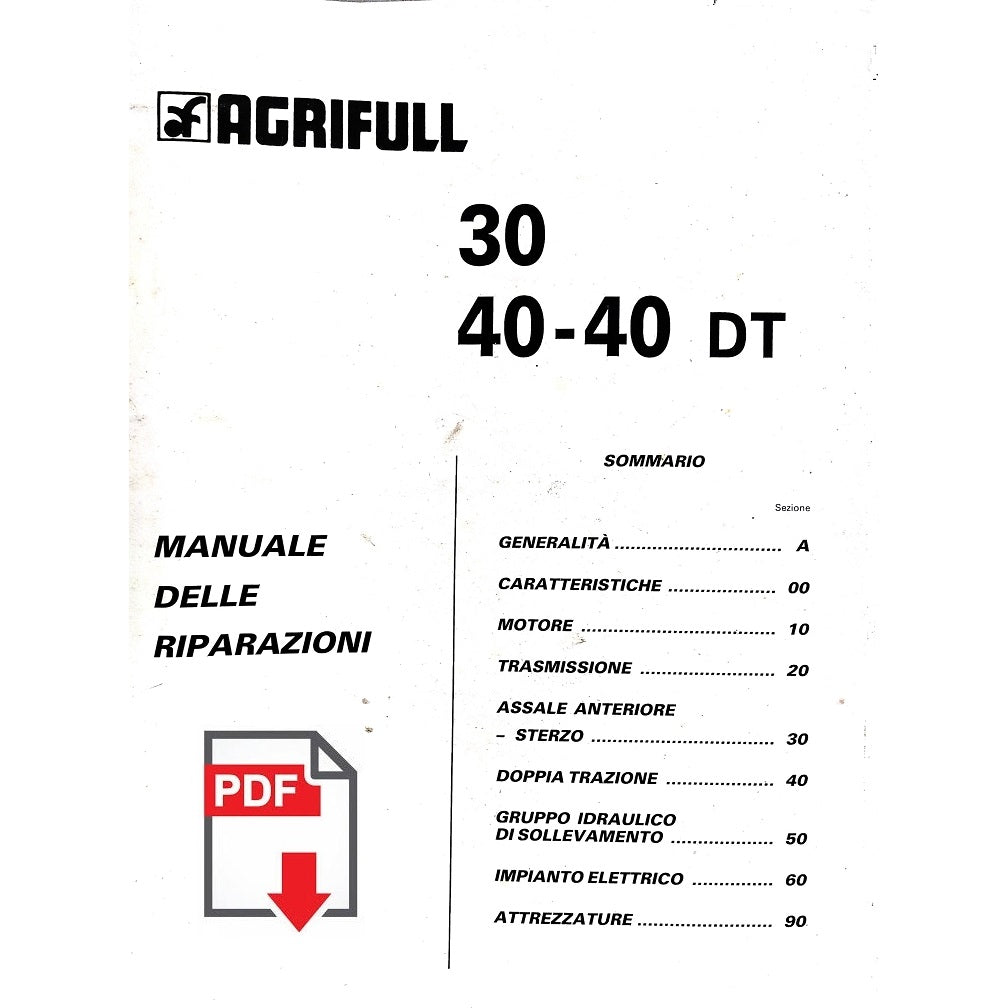 AGRIFULL
30
40-40 DT
MANUALE
DELLE
RIPARAZIONI
PDF
SOMMARIO
Sezione
GENERALITÀ .............................. A
CARATTERISTICHE .................... 00
MOTORE ................................... 10
TRASMISSIONE ........................ 20
ASSALE ANTERIORE
– STERZO ................................. 30
DOPPIA TRAZIONE .................... 40
GRUPPO IDRAULICO
DI SOLLEVAMENTO ................... 50
IMPIANTO ELETTRICO ............... 60
ATTREZZATURE ......................... 90